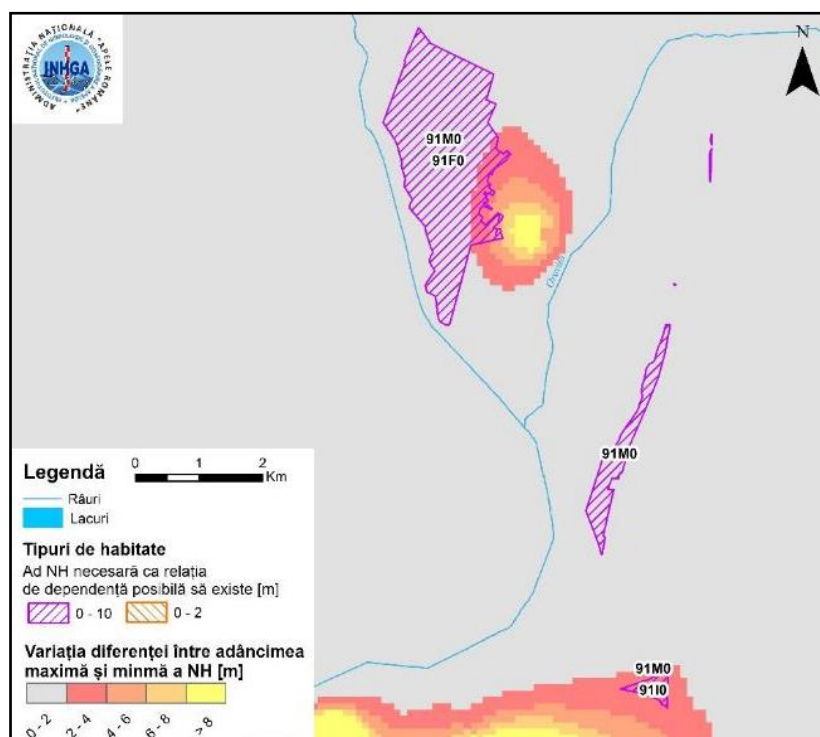 ADMINISTRAȚIA NAȚIONALĂ "APELE ROMÂNE"
INHGA
N
91M0
91F0
Oravița
91M0
91M0
91I0
Legendă
0 1 2
Km
Râuri
Lacuri
Tipuri de habitate
Ad NH necesară ca relația
de dependență posibilă să existe [m]
0 - 10 0 - 2
Variația diferenței între adâncimea
maximă și minmă a NH [m]
0 - 2 2 - 4 4 - 6 6 - 8 > 8